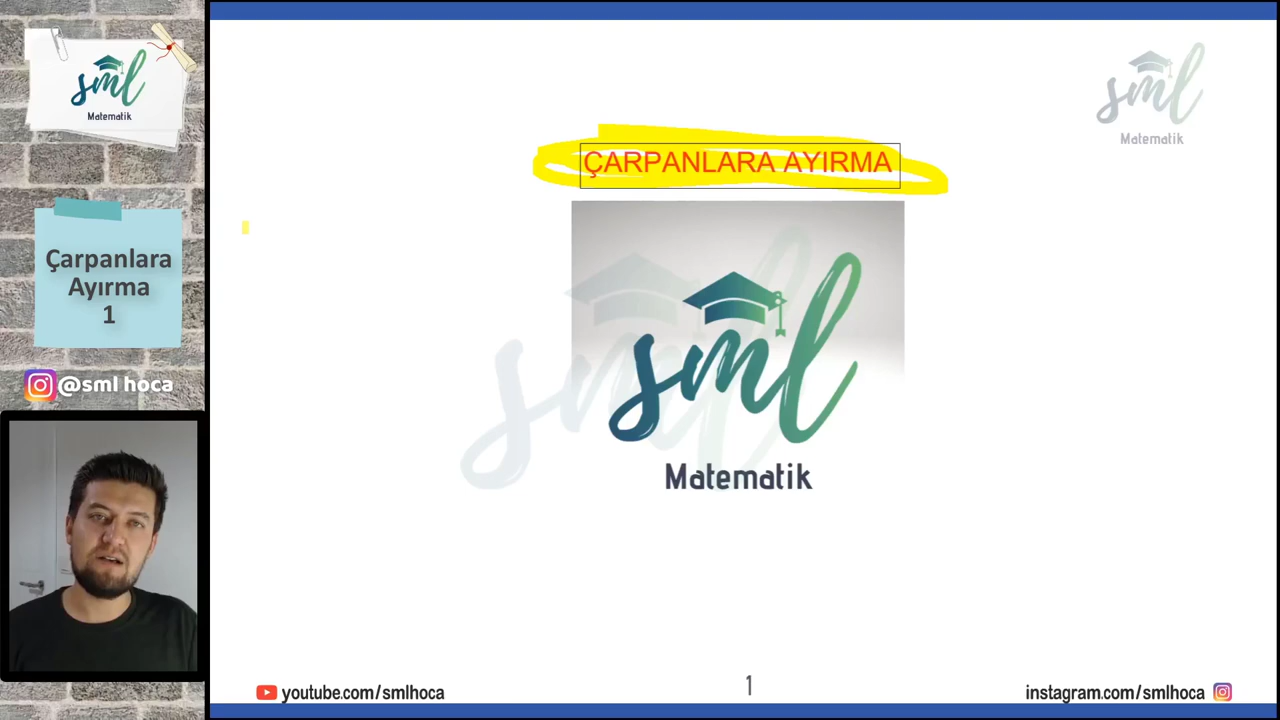 sml
Matematik
Çarpanlara
Ayırma
1
@sml hoca
ÇARPANLARA AYIRMA
sml
Matematik
sml
sml
Matematik
youtube.com/smlhoca
1
instagram.com/smlhoca